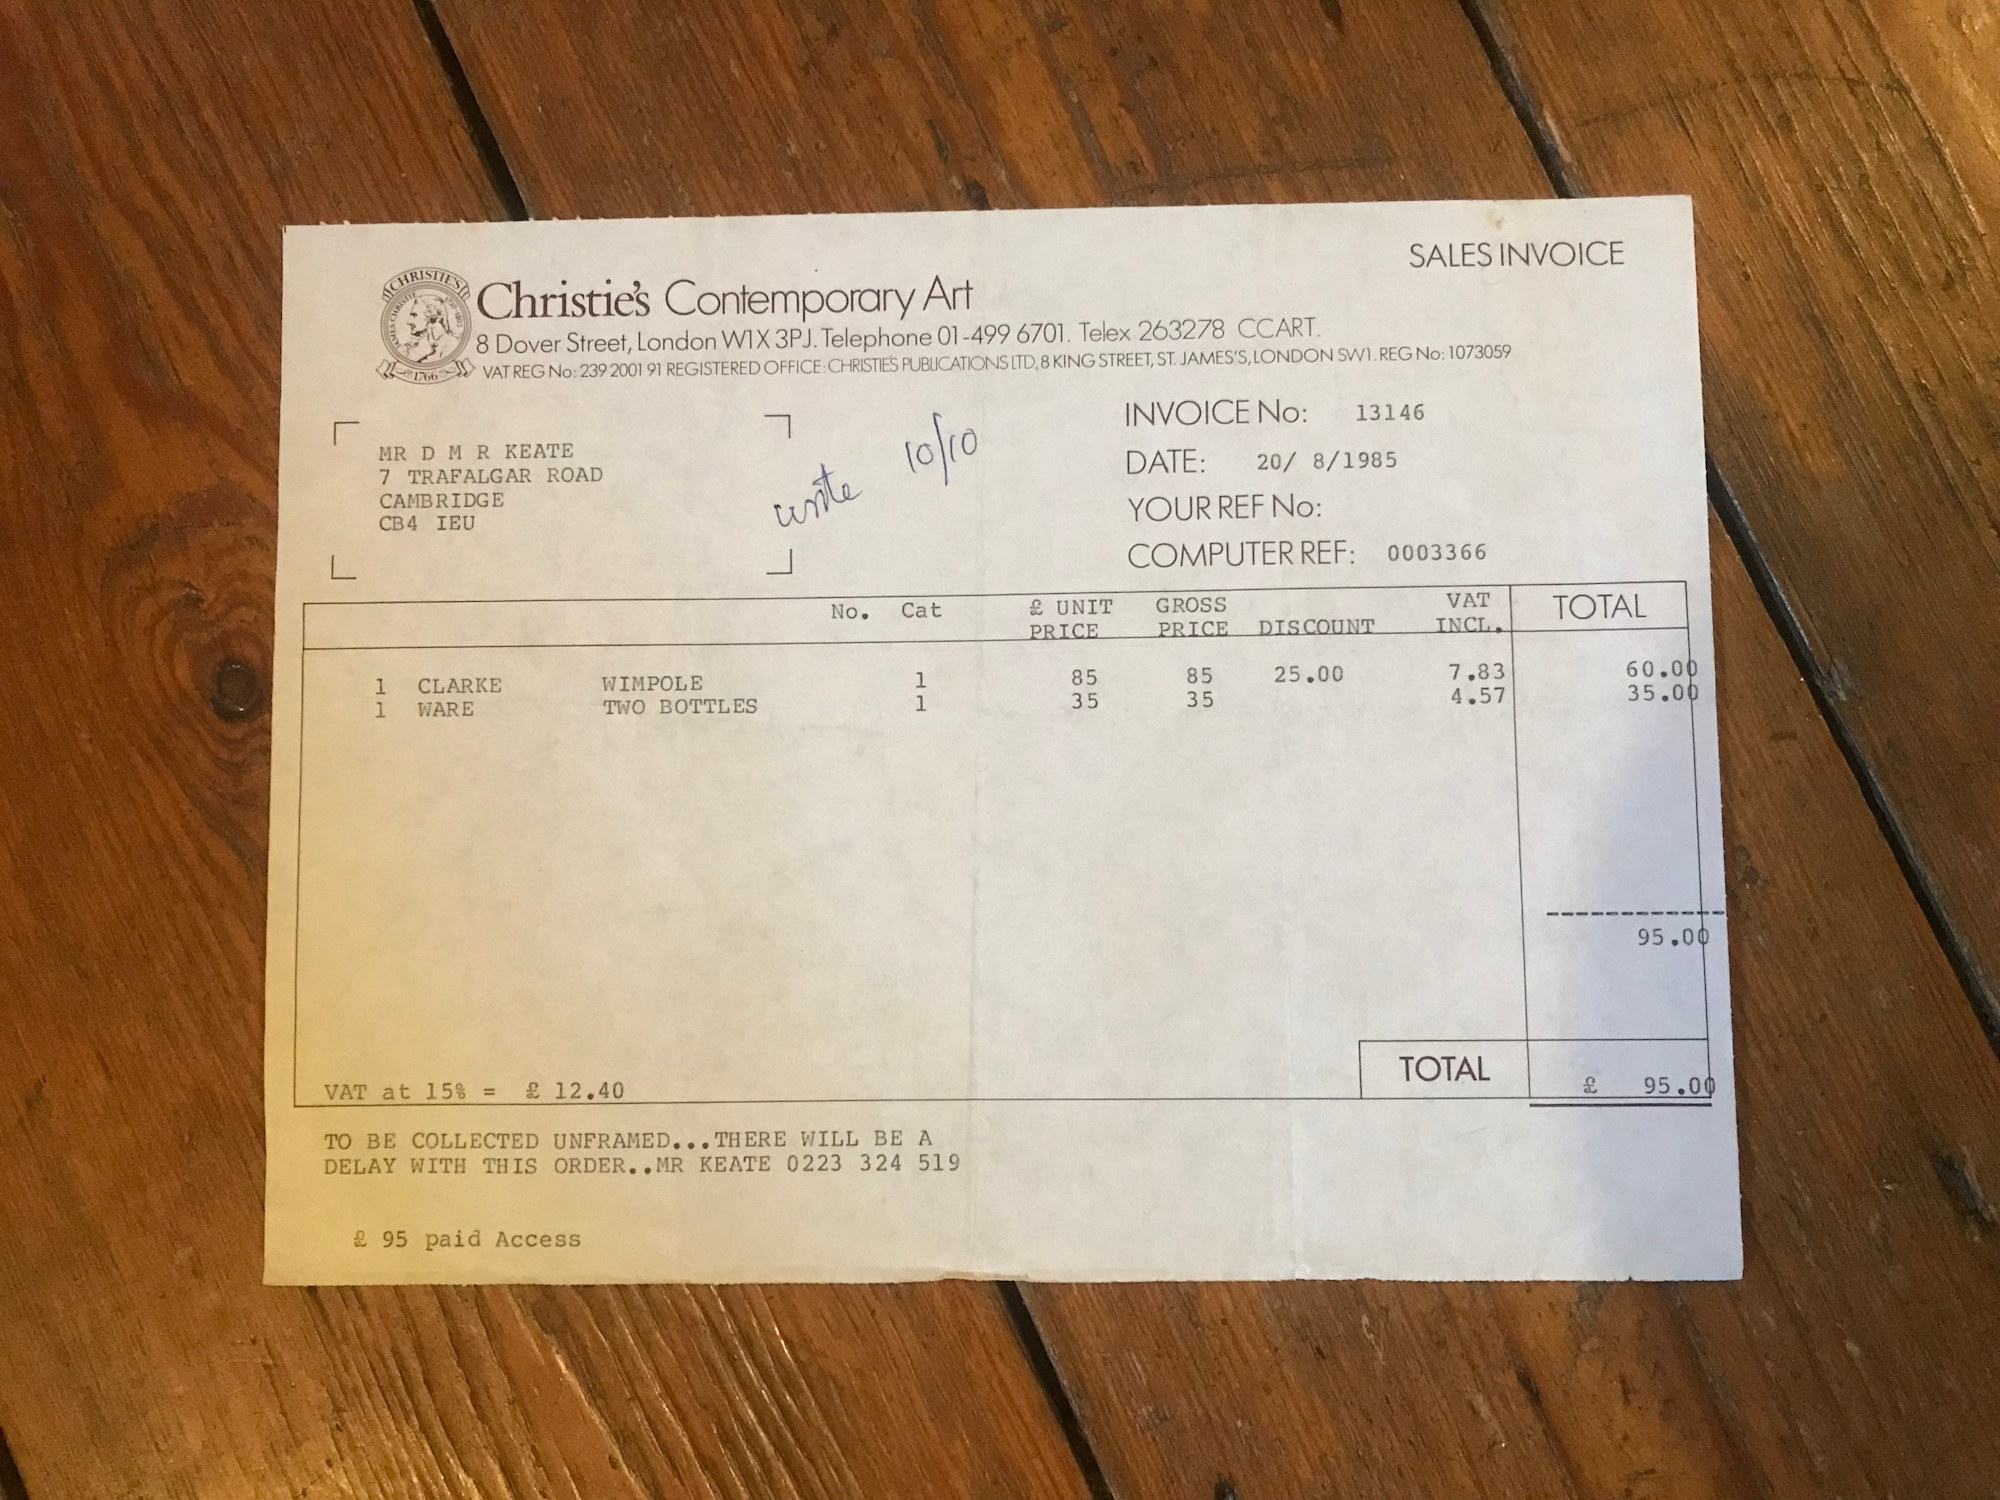 SALES INVOICE
CHRISTIE'S
JAMES CHRISTIE
1766
Christie's Contemporary Art
8 Dover Street, London W1X 3PJ. Telephone 01-499 6701. Telex 263278 CCART.
VAT REG No: 239 2001 91 REGISTERED OFFICE: CHRISTIE'S PUBLICATIONS LTD, 8 KING STREET, ST. JAMES'S, LONDON SW1. REG No: 1073059
MR D M R KEATE
7 TRAFALGAR ROAD
CAMBRIDGE
CB4 IEU
write 10/10
INVOICE No: 13146
DATE: 20/ 8/1985
YOUR REF No:
COMPUTER REF: 0003366
No. Cat £ UNIT PRICE GROSS PRICE DISCOUNT VAT INCL. TOTAL
1 CLARKE WIMPOLE 1 85 85 25.00 7.83 60.00
1 WARE TWO BOTTLES 1 35 35 4.57 35.00
95.00
TOTAL £ 95.00
VAT at 15% = £ 12.40
TO BE COLLECTED UNFRAMED...THERE WILL BE A
DELAY WITH THIS ORDER..MR KEATE 0223 324 519
£ 95 paid Access